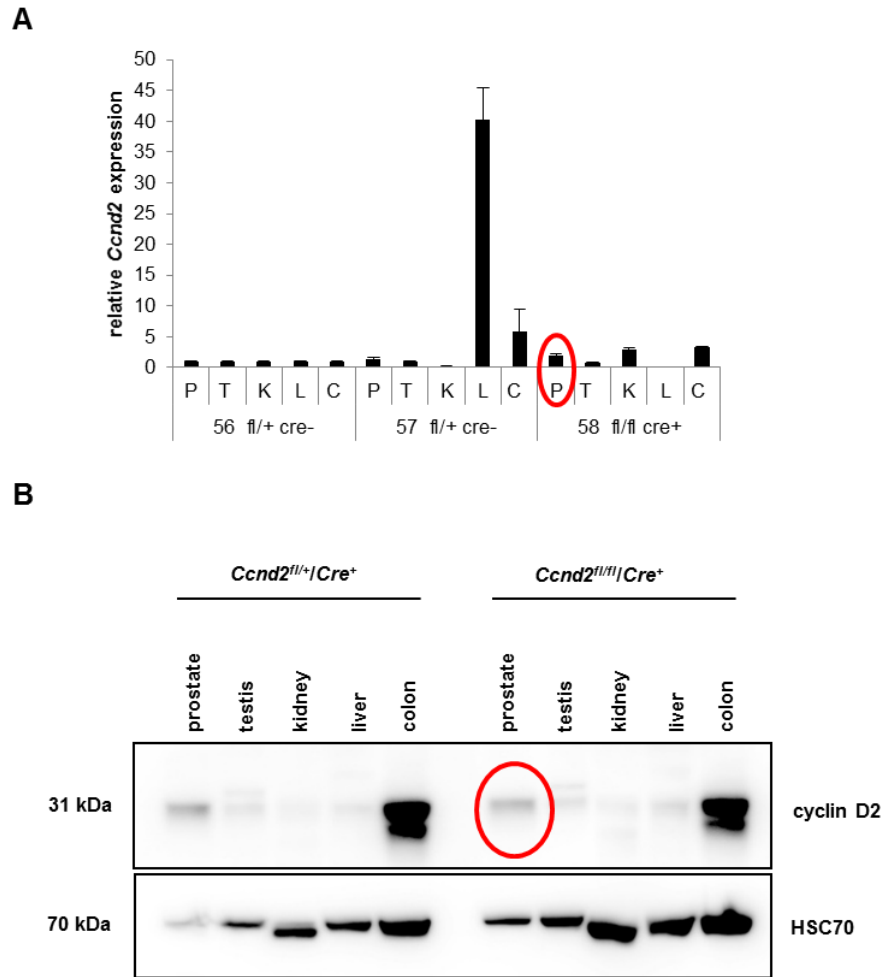 A
relative Ccnd2 expression
50
45
40
35
30
25
20
15
10
5
0
P T K L C P T K L C P T K L C
56 fl/+ cre- 57 fl/+ cre- 58 fl/fl cre+
B
Ccnd2fl/+/Cre+ Ccnd2fl/fl/Cre+
prostate testis kidney liver colon prostate testis kidney liver colon
31 kDa cyclin D2
70 kDa HSC70